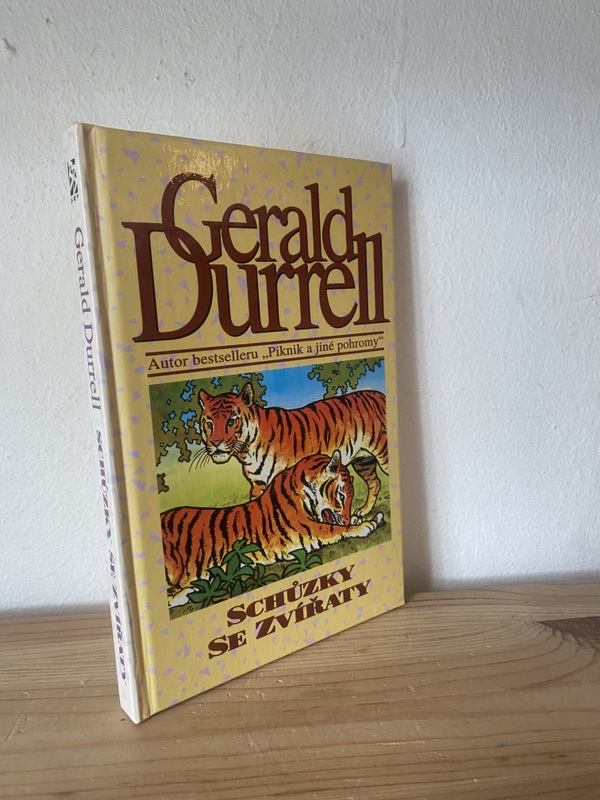 Gerald
Durrell
Autor bestselleru „Piknik a jiné pohromy“
SCHŮZKY
SE ZVÍŘATY
Gerald Durrell SCHŮZKY SE ZVÍŘATY